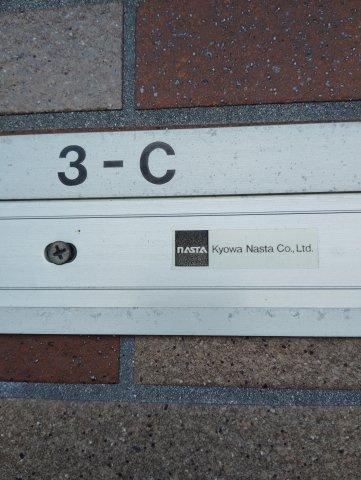 3-C
NASTA Kyowa Nasta Co., Ltd.